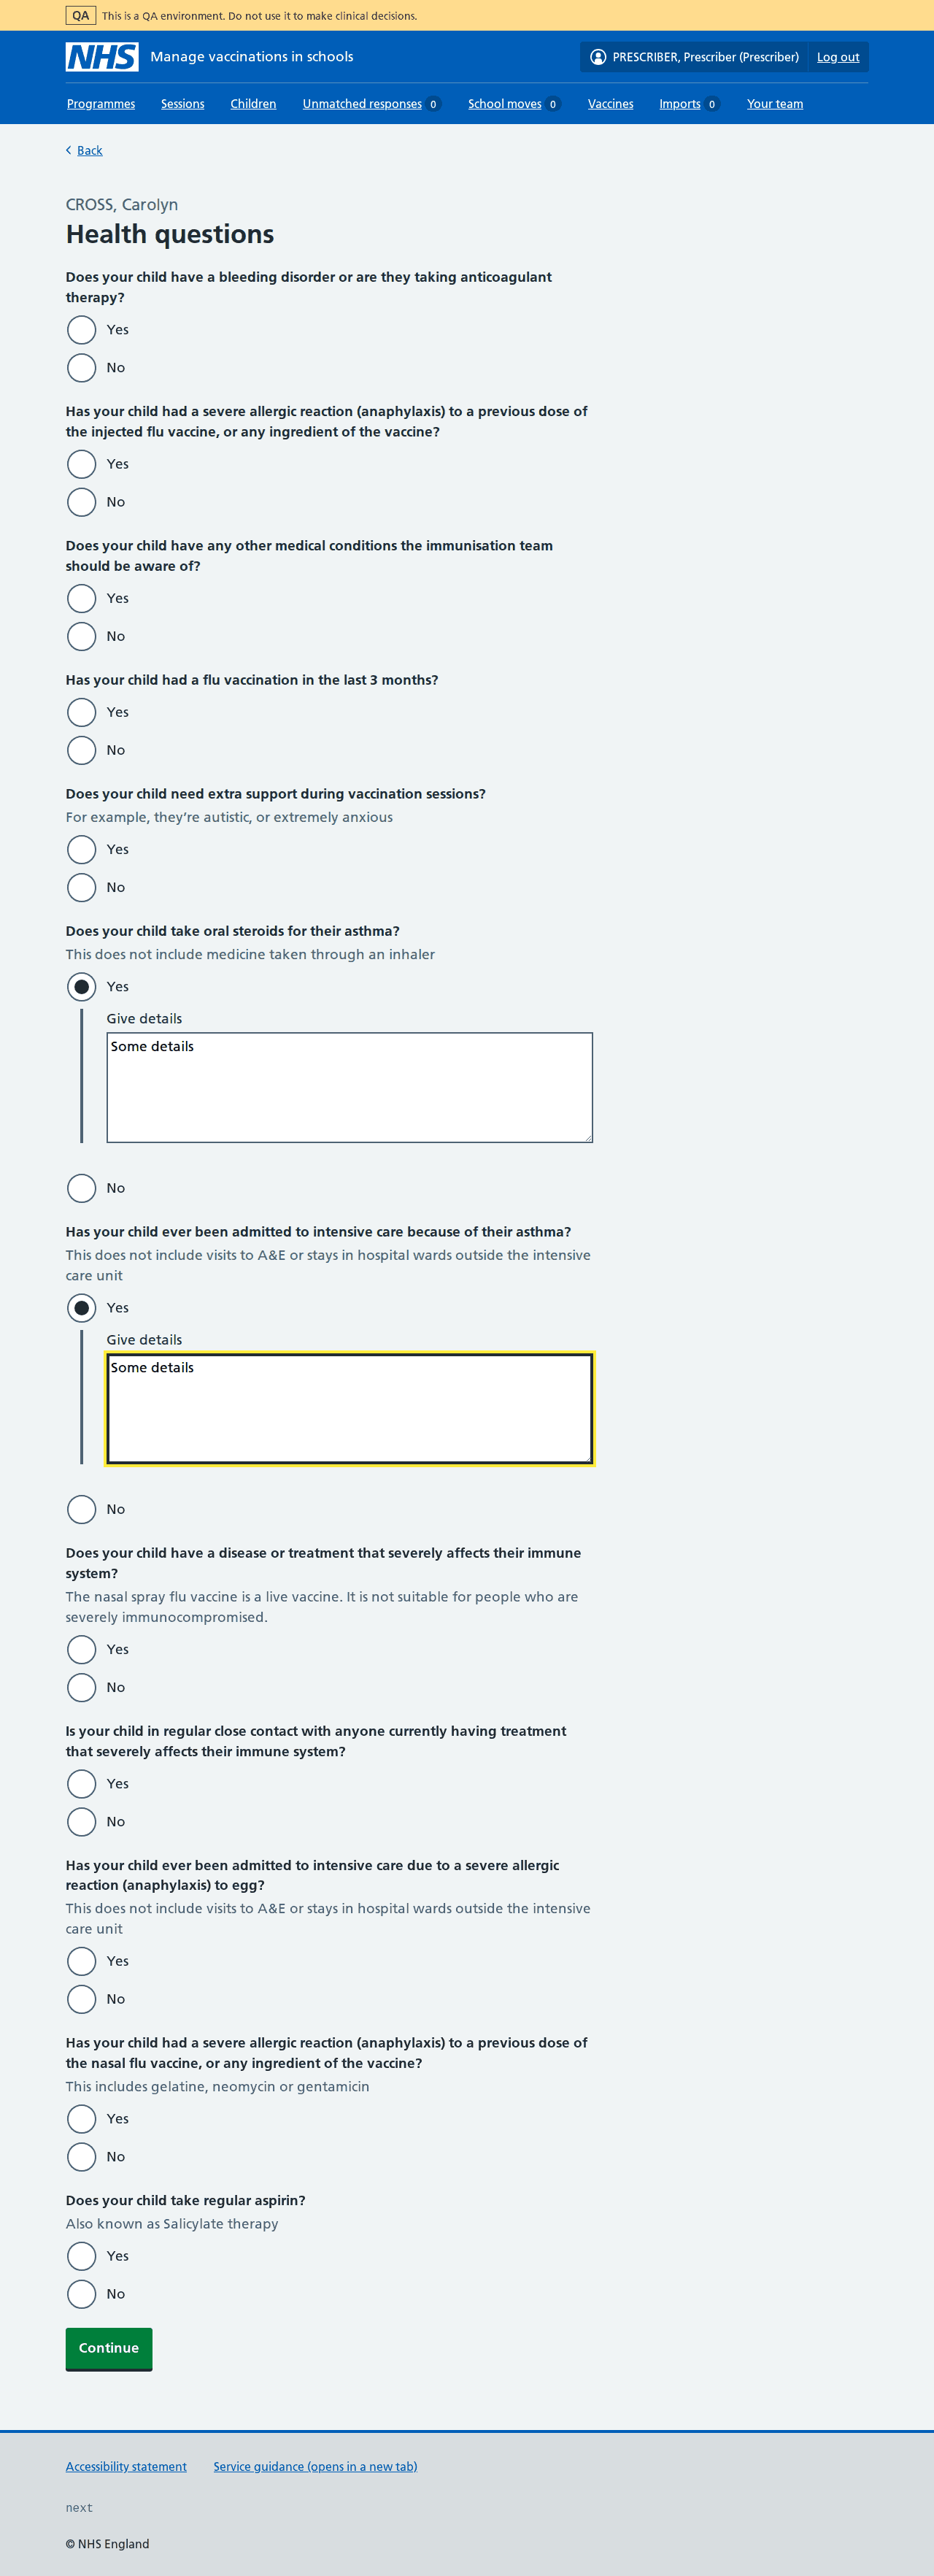 QA This is a QA environment. Do not use it to make clinical decisions.
NHS Manage vaccinations in schools PRESCRIBER, Prescriber (Prescriber) Log out
Programmes Sessions Children Unmatched responses 0 School moves 0 Vaccines Imports 0 Your team
Back
CROSS, Carolyn
Health questions
Does your child have a bleeding disorder or are they taking anticoagulant
therapy?
Yes
No
Has your child had a severe allergic reaction (anaphylaxis) to a previous dose of
the injected flu vaccine, or any ingredient of the vaccine?
Yes
No
Does your child have any other medical conditions the immunisation team
should be aware of?
Yes
No
Has your child had a flu vaccination in the last 3 months?
Yes
No
Does your child need extra support during vaccination sessions?
For example, they’re autistic, or extremely anxious
Yes
No
Does your child take oral steroids for their asthma?
This does not include medicine taken through an inhaler
Yes
Give details
Some details
No
Has your child ever been admitted to intensive care because of their asthma?
This does not include visits to A&E or stays in hospital wards outside the intensive
care unit
Yes
Give details
Some details
No
Does your child have a disease or treatment that severely affects their immune
system?
The nasal spray flu vaccine is a live vaccine. It is not suitable for people who are
severely immunocompromised.
Yes
No
Is your child in regular close contact with anyone currently having treatment
that severely affects their immune system?
Yes
No
Has your child ever been admitted to intensive care due to a severe allergic
reaction (anaphylaxis) to egg?
This does not include visits to A&E or stays in hospital wards outside the intensive
care unit
Yes
No
Has your child had a severe allergic reaction (anaphylaxis) to a previous dose of
the nasal flu vaccine, or any ingredient of the vaccine?
This includes gelatine, neomycin or gentamicin
Yes
No
Does your child take regular aspirin?
Also known as Salicylate therapy
Yes
No
Continue
Accessibility statement Service guidance (opens in a new tab)
next
© NHS England